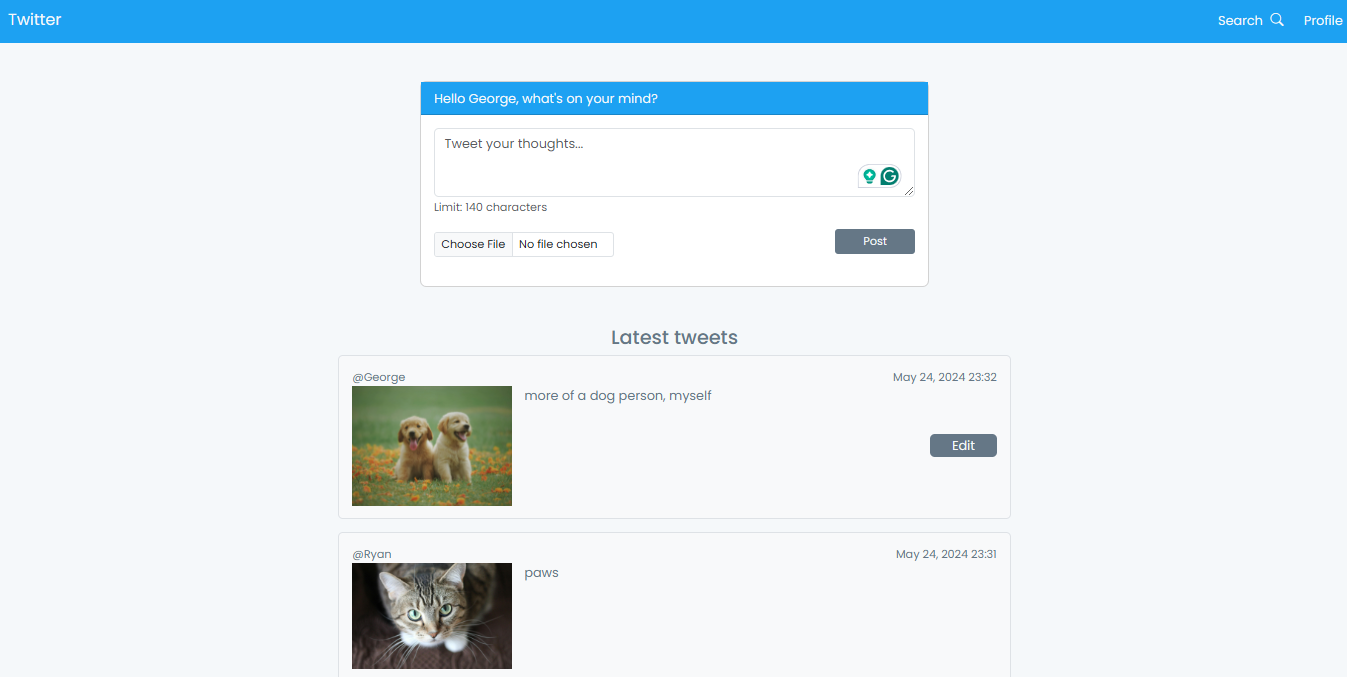 Twitter
Search
Profile
Hello George, what's on your mind?
Tweet your thoughts...
Limit: 140 characters
Choose File No file chosen
Post
Latest tweets
@George
May 24, 2024 23:32
more of a dog person, myself
Edit
@Ryan
May 24, 2024 23:31
paws